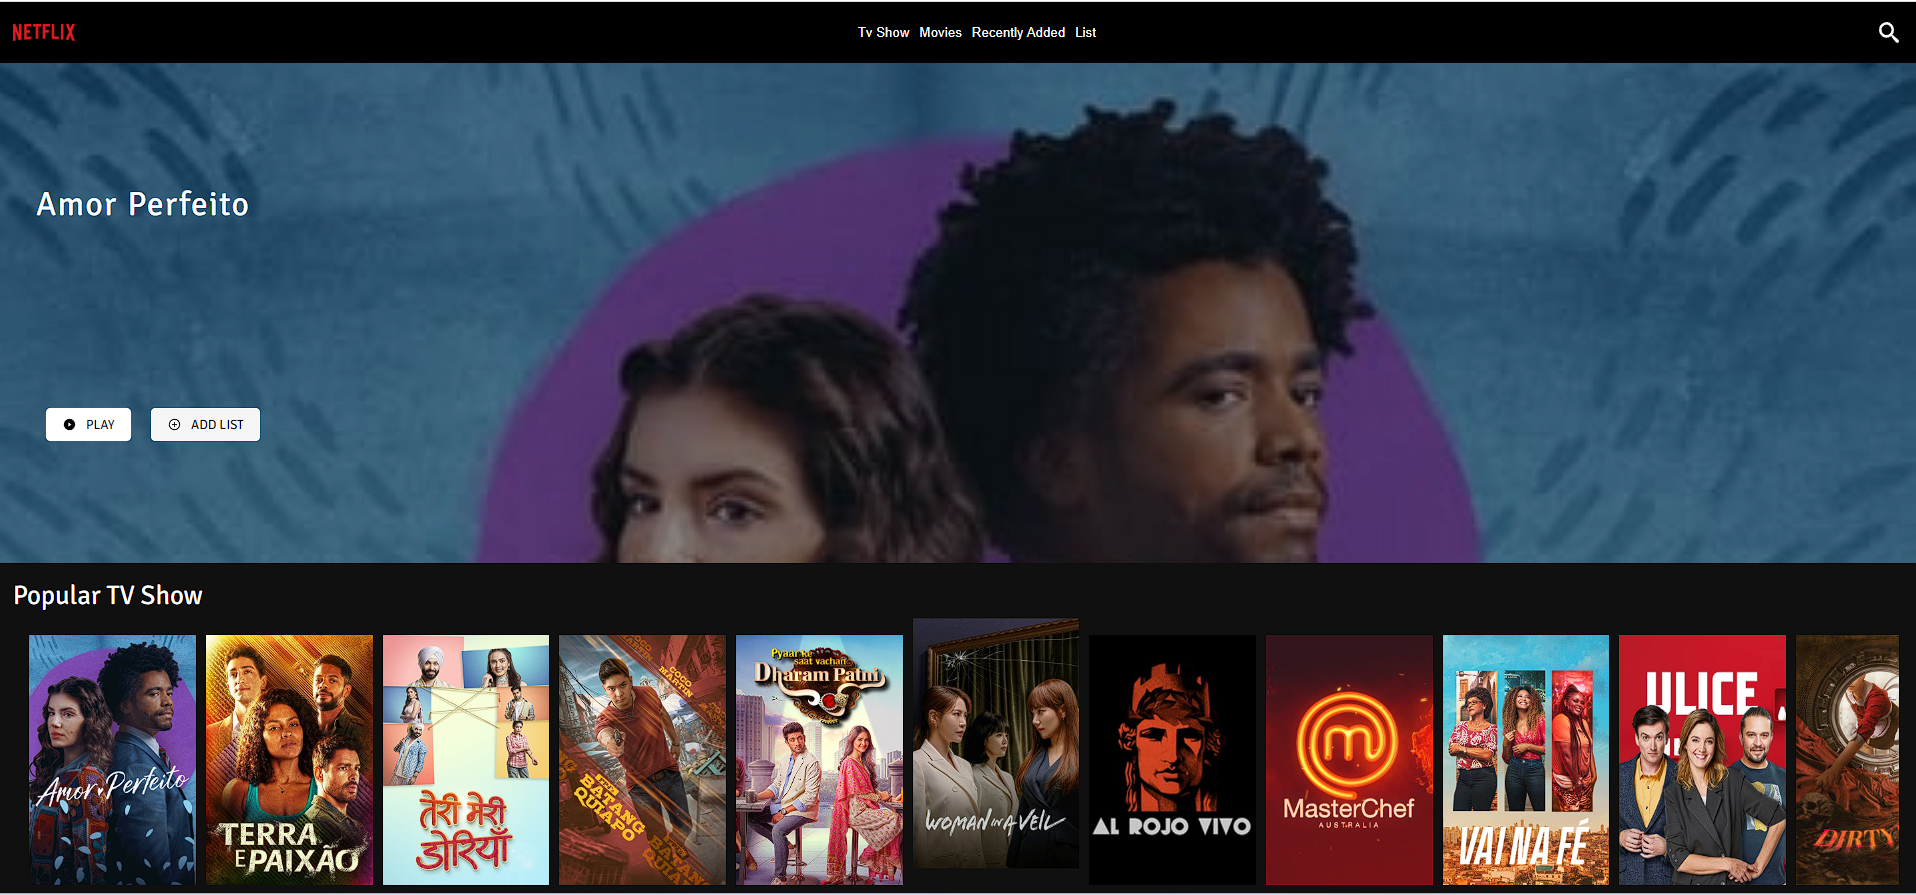 NETFLIX
Tv Show Movies Recently Added List
Amor Perfeito
PLAY ADD LIST
Popular TV Show
Amor Perfeito
TERRA
E PAIXÃO
तेरी मेरी
डोरियाँ
COCO
MARTIN
BATANG
QUIAPO
Pyaar ke
saat vachan
Dharam Patni
WOMAN IN A VEIL
AL ROJO VIVO
MasterChef
AUSTRALIA
VAI NA FÉ
ULICE
DIRTY